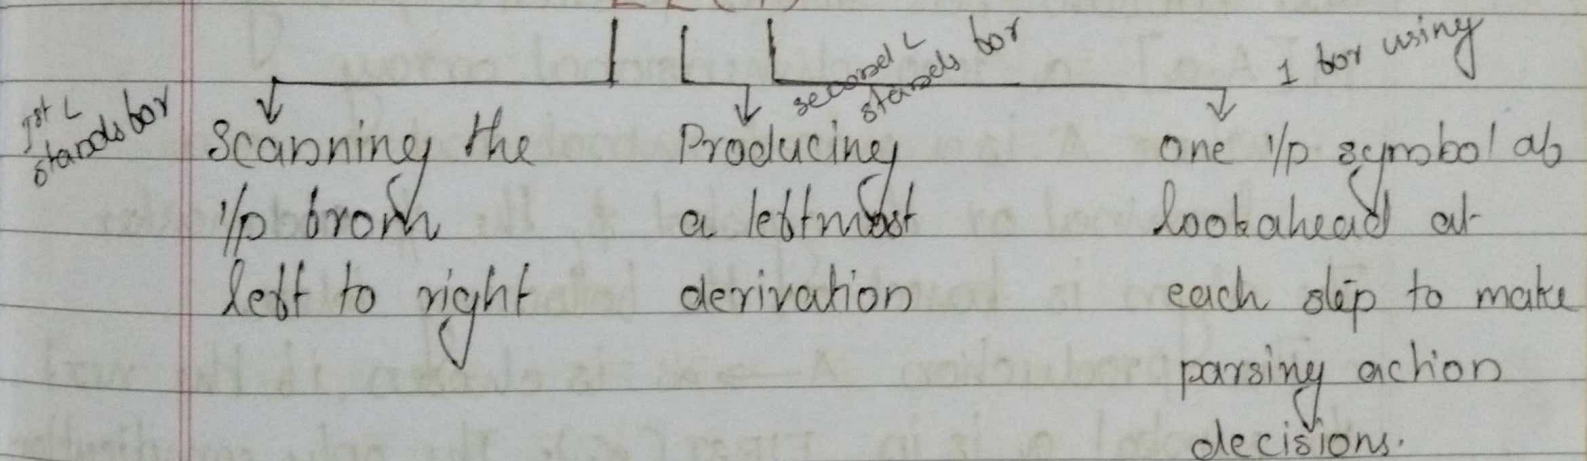 LL(1)
1st L stands for
Scanning the
i/p from
left to right
second L stands for
Producing
a leftmost
derivation
1 for using
one i/p symbol of
lookahead at
each step to make
parsing action
decisions.